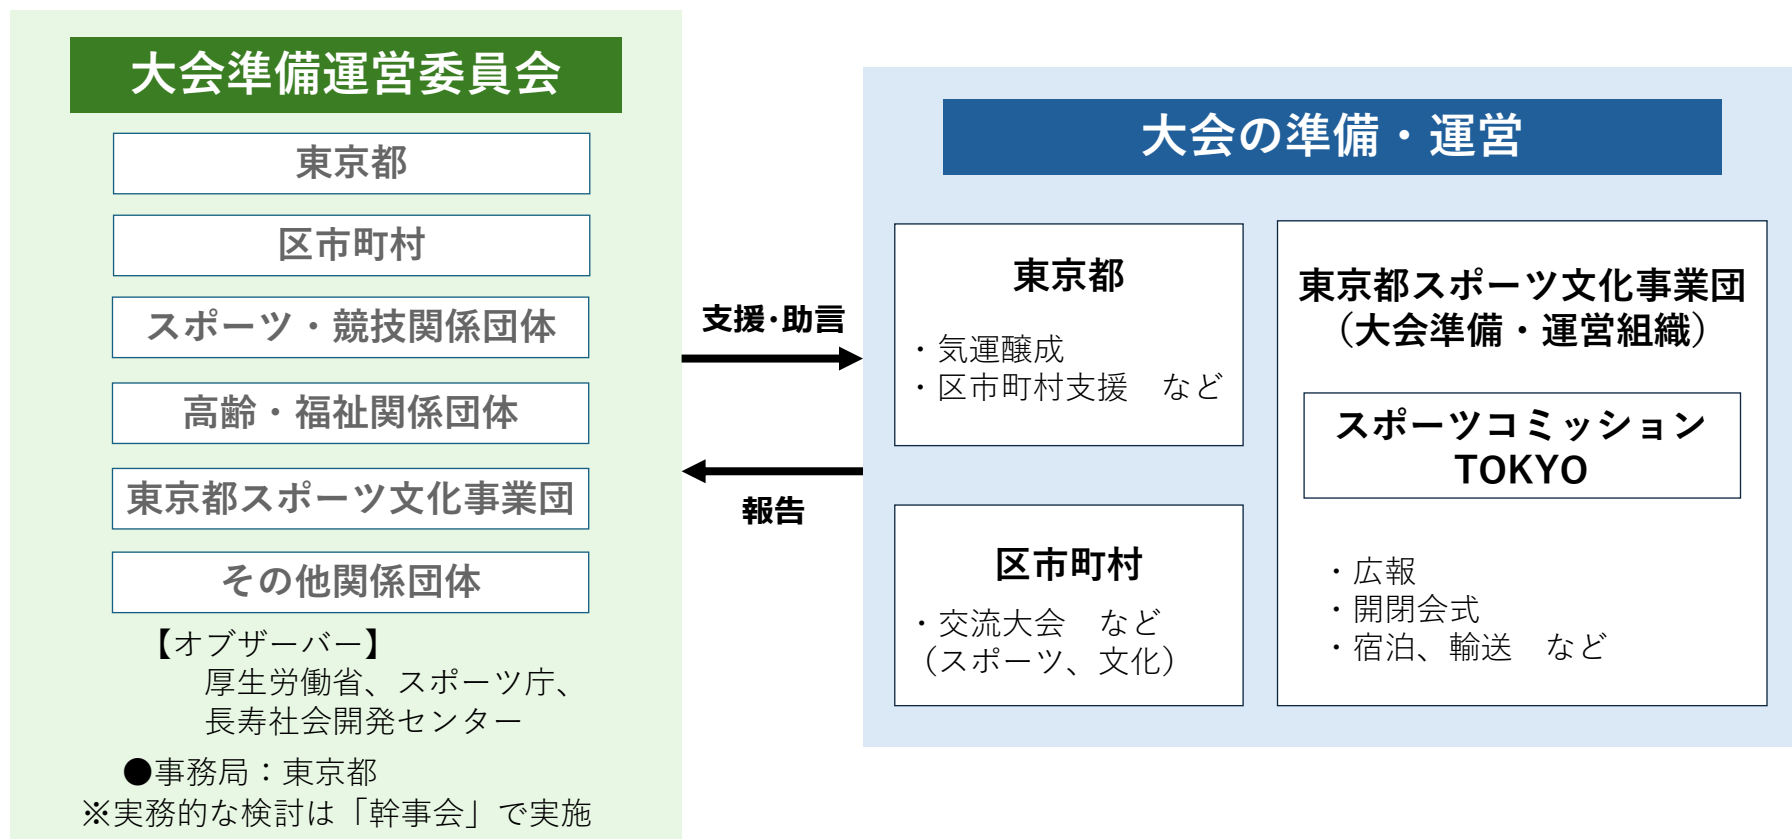 大会準備運営委員会
東京都
区市町村
スポーツ・競技関係団体
高齢・福祉関係団体
東京都スポーツ文化事業団
その他関係団体
【オブザーバー】
厚生労働省、スポーツ庁、
長寿社会開発センター
●事務局：東京都
※実務的な検討は「幹事会」で実施
支援･助言
報告
大会の準備・運営
東京都
・気運醸成
・区市町村支援　など
区市町村
・交流大会　など
（スポーツ、文化）
東京都スポーツ文化事業団
（大会準備・運営組織）
スポーツコミッション
TOKYO
・広報
・開閉会式
・宿泊、輸送　など